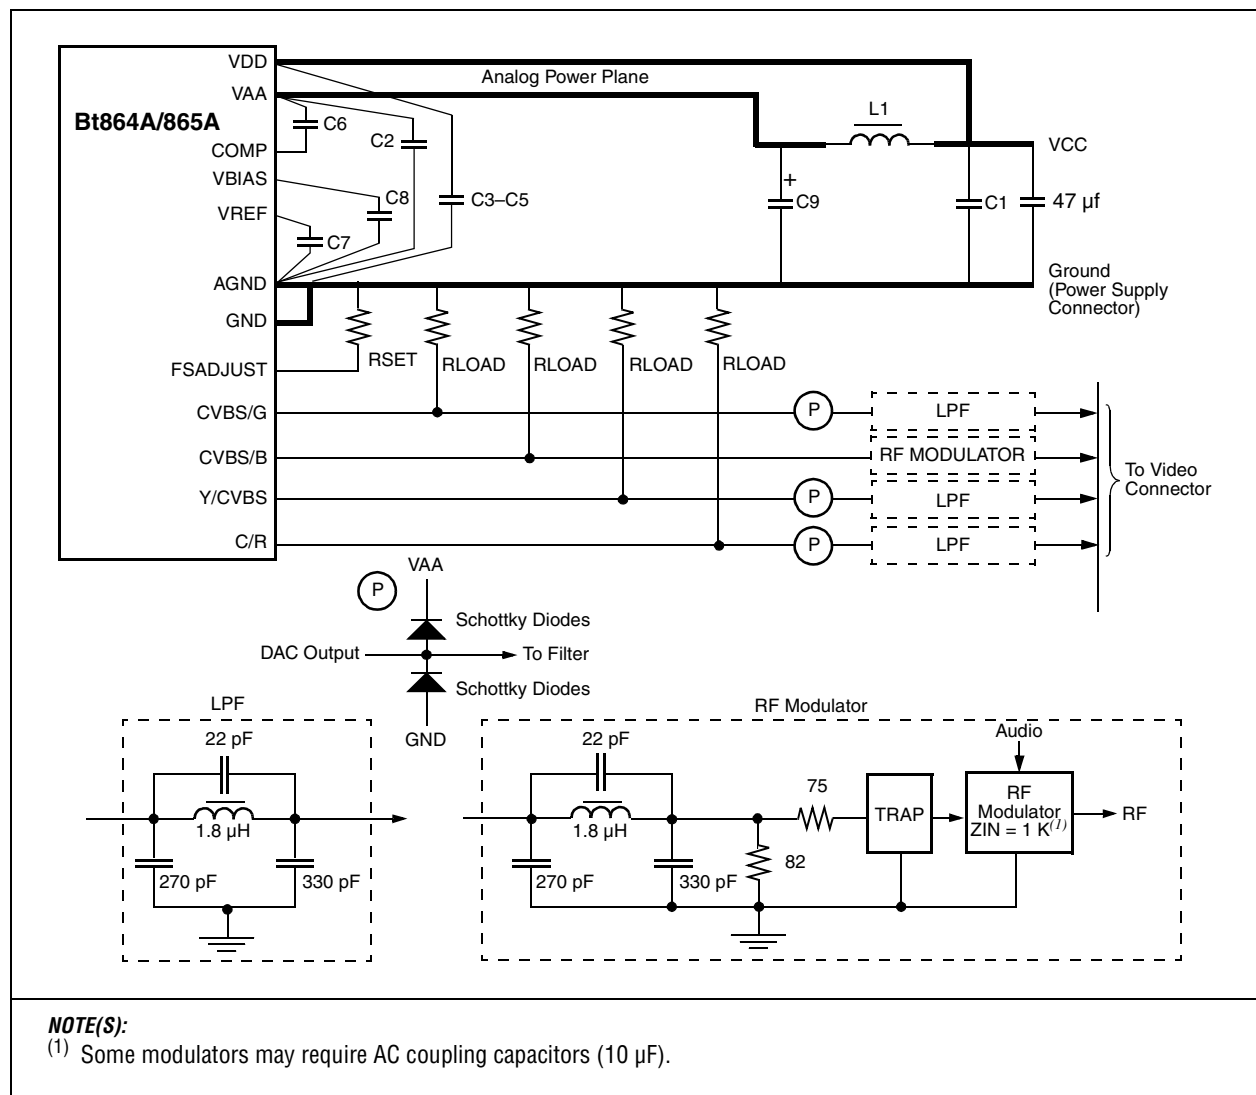 VDD
Analog Power Plane
VAA
L1
Bt864A/865A
C6
C2
COMP
VCC
VBIAS
+
C8
C3–C5
C9
C1
47 µf
VREF
C7
AGND
Ground
(Power Supply
Connector)
GND
RSET
RLOAD
RLOAD
RLOAD
RLOAD
FSADJUST
CVBS/G
P
LPF
CVBS/B
RF MODULATOR
To Video
Connector
Y/CVBS
P
LPF
C/R
P
LPF
VAA
P
Schottky Diodes
DAC Output
To Filter
Schottky Diodes
GND
LPF
22 pF
1.8 µH
270 pF
330 pF
RF Modulator
22 pF
Audio
75
1.8 µH
TRAP
RF
Modulator
ZIN = 1 K(1)
RF
82
270 pF
330 pF
NOTE(S):
(1) Some modulators may require AC coupling capacitors (10 µF).